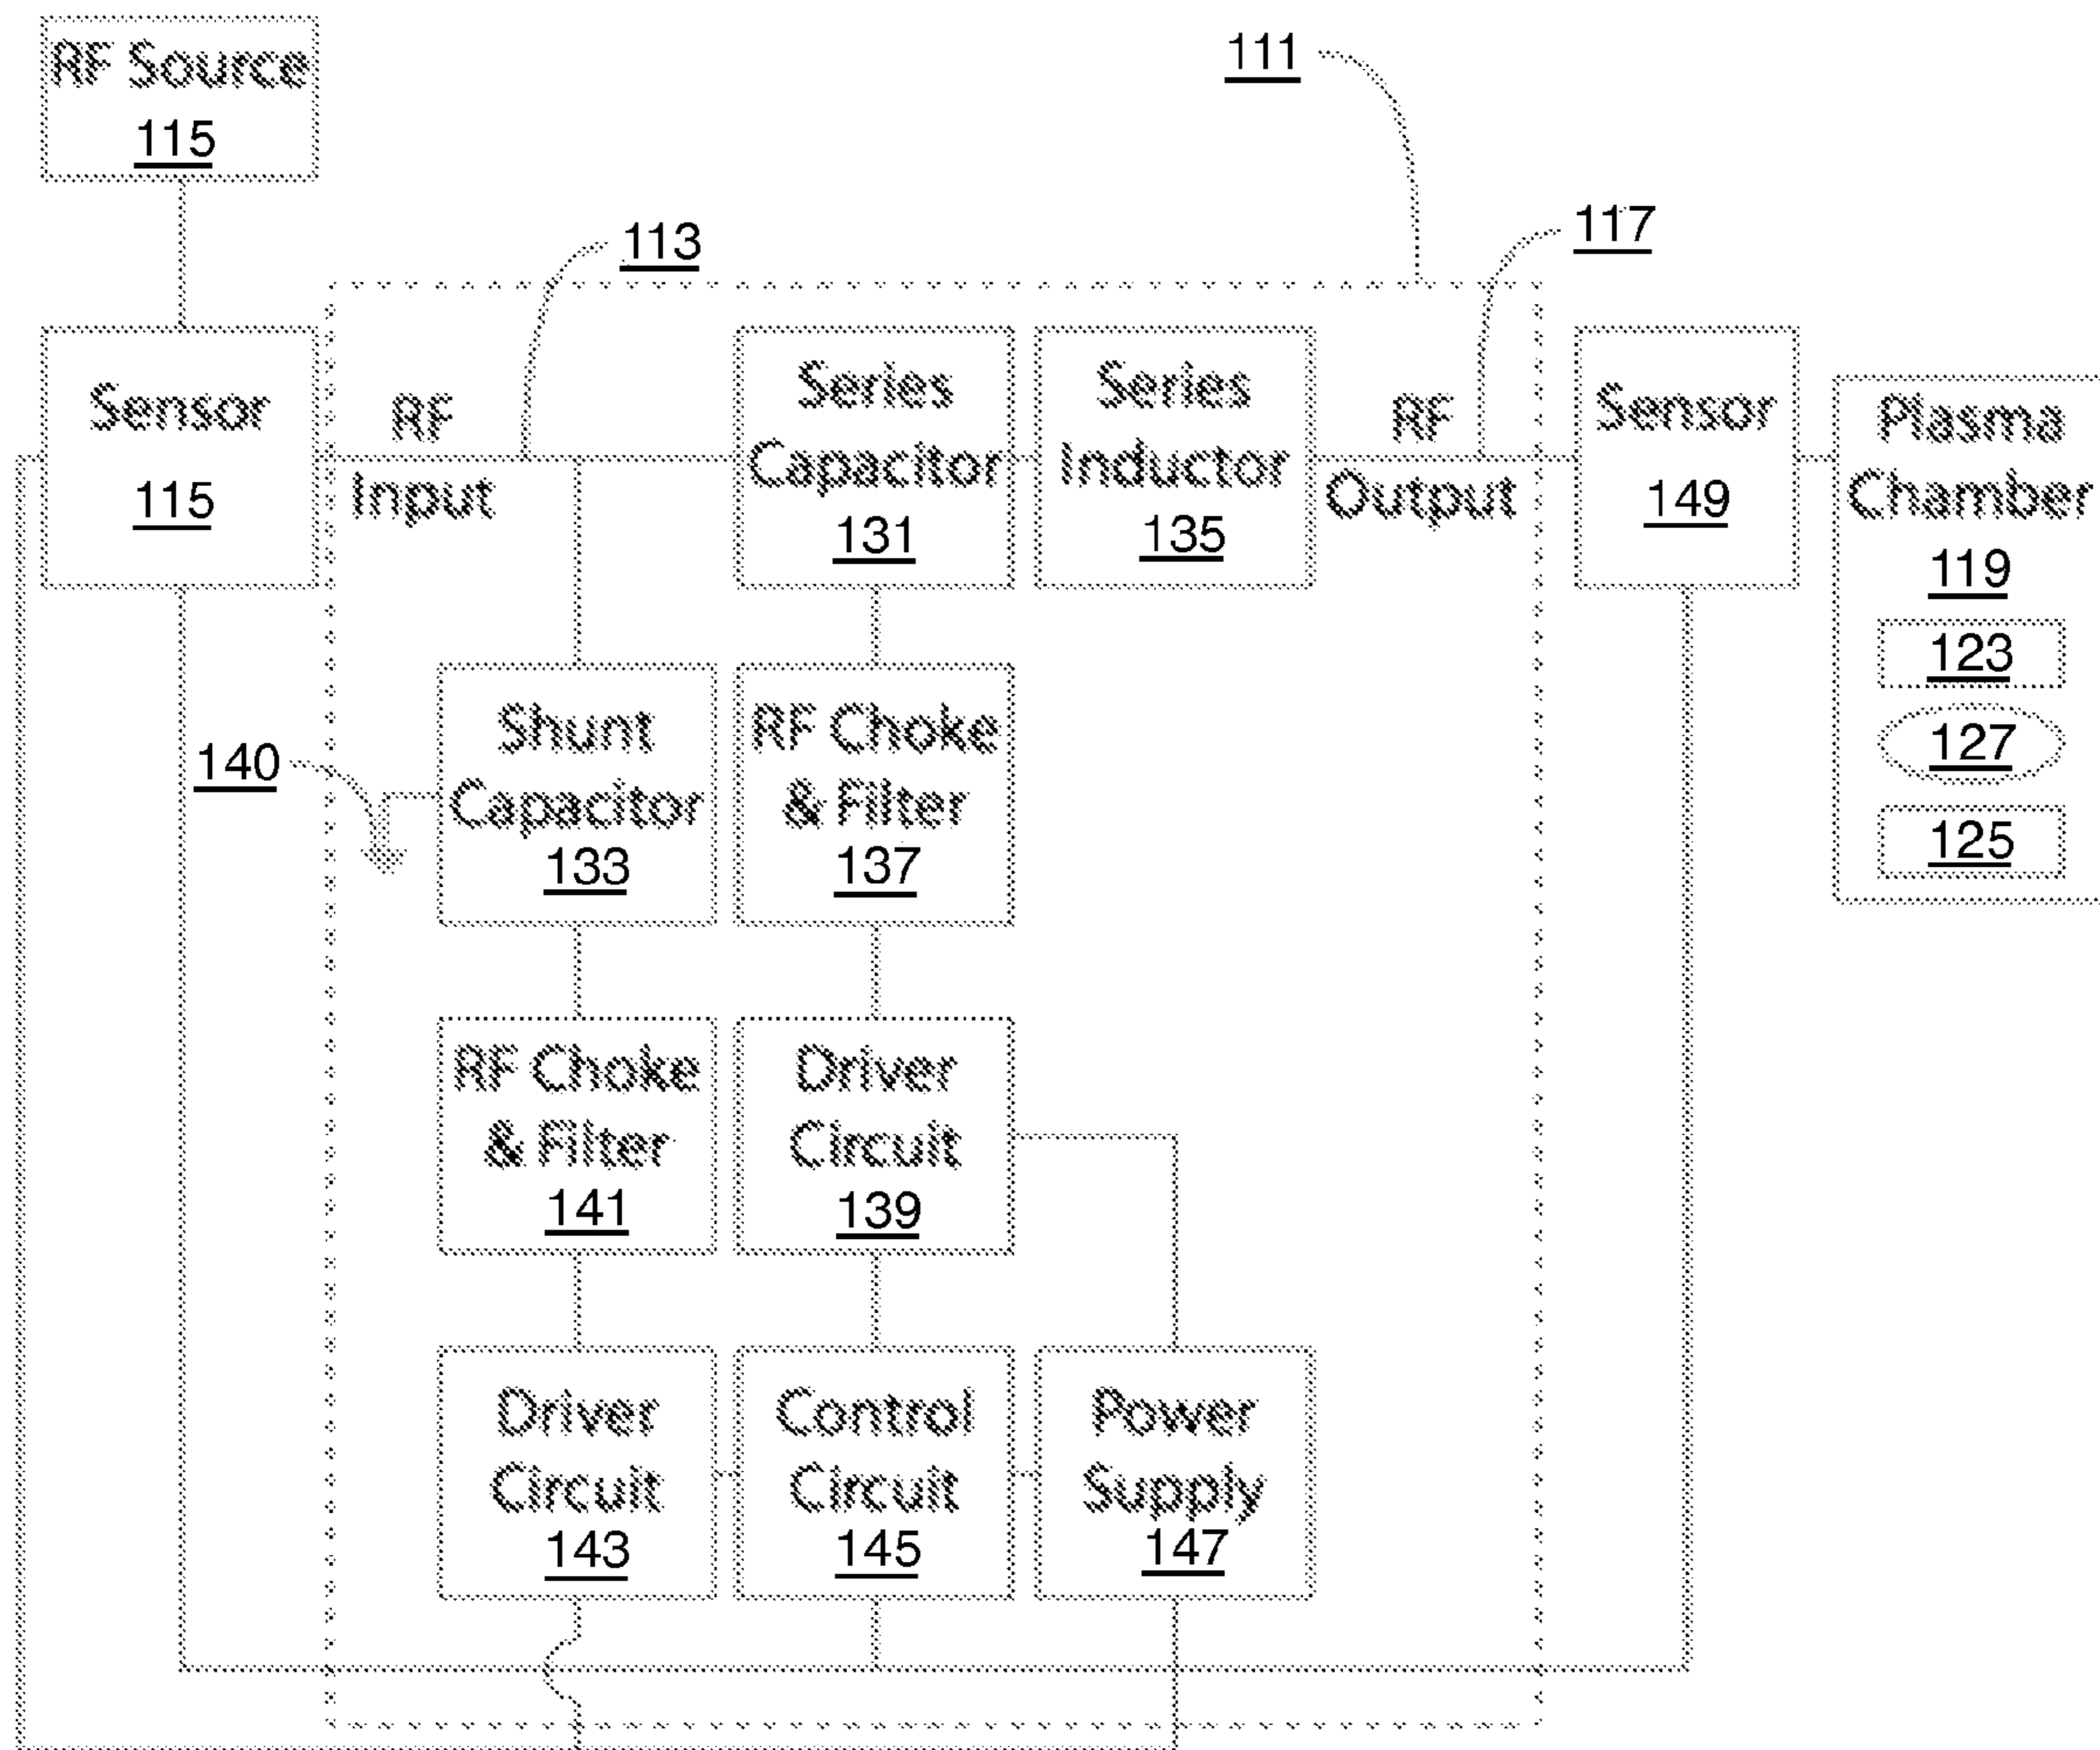 RF Source
115
111
113
117
Sensor
115
RF
Input
Series
Capacitor
131
Series
Inductor
135
RF
Output
Sensor
149
Plasma
Chamber
119
123
127
125
140
Shunt
Capacitor
133
RF Choke
& Filter
137
RF Choke
& Filter
141
Driver
Circuit
139
Driver
Circuit
143
Control
Circuit
145
Power
Supply
147